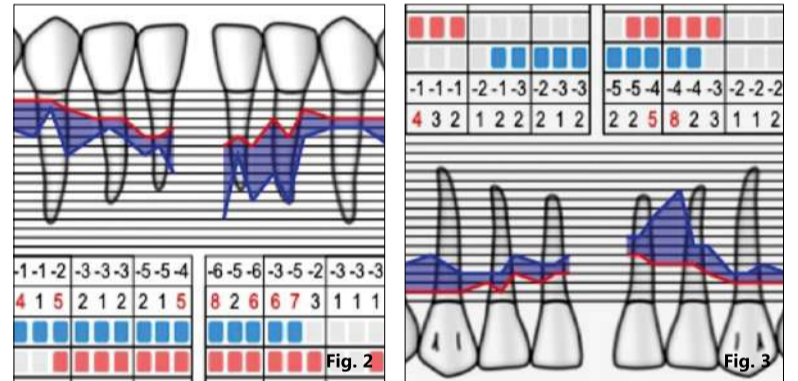 -1 -1 -2 -3 -3 -3 -5 -5 -4 -6 -5 -6 -3 -5 -2 -3 -3 -3
4 1 5 2 1 2 2 1 5 8 2 6 6 7 3 1 1 1
Fig. 2
-1 -1 -1 -2 -1 -3 -2 -3 -3 -5 -5 -4 -4 -4 -3 -2 -2 -2
4 3 2 1 2 2 2 1 2 2 2 5 8 2 3 1 1 2
Fig. 3